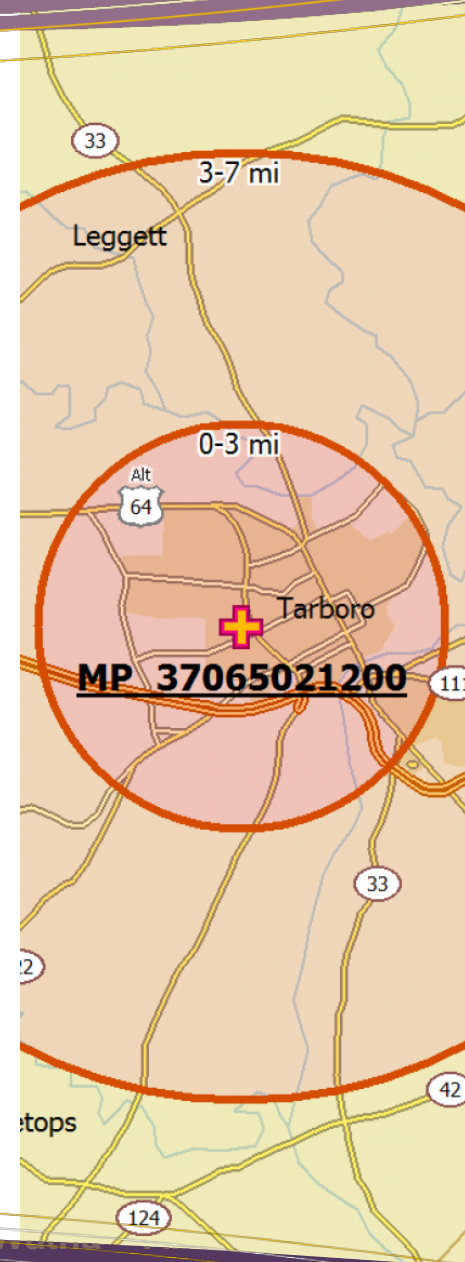 33
3-7 mi
Leggett
0-3 mi
Alt
64
Tarboro
MP 37065021200
111
33
22
42
etops
124